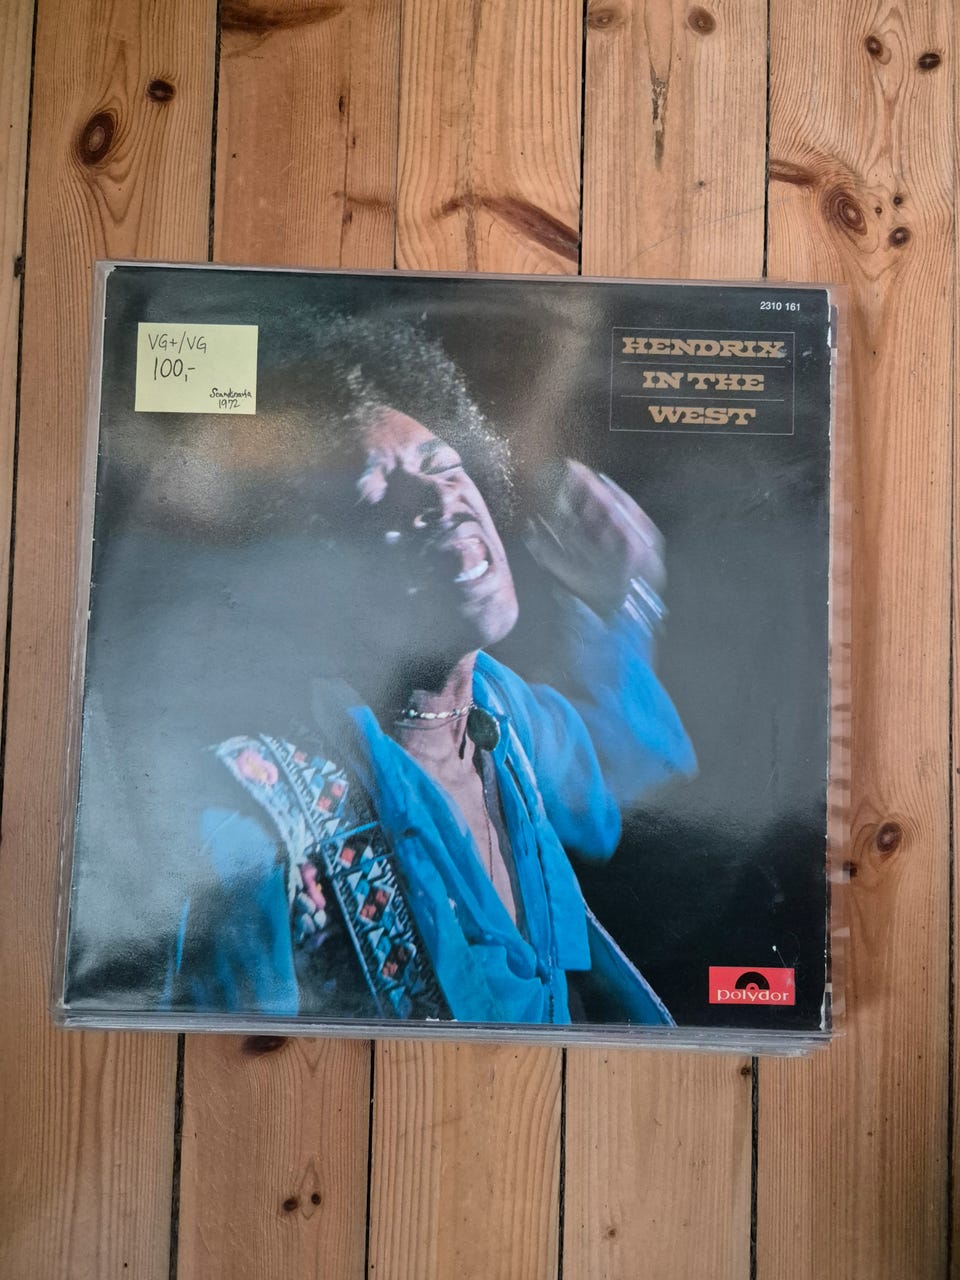 VG+/VG
100,-
Scandinavia
1972
2310 161
HENDRIX
IN THE
WEST
polydor